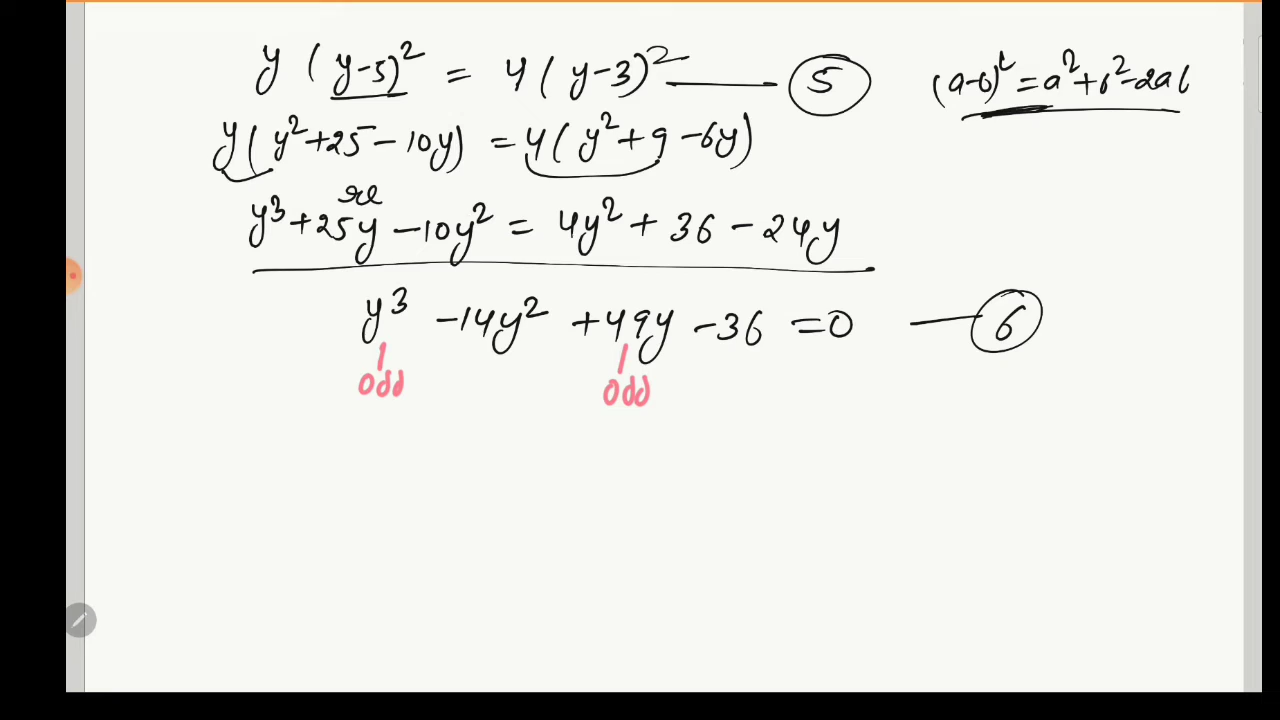 y(y-5)² = 4(y-3)² — 5
(a-b)² = a²+b²-2ab
y(y²+25-10y) = 4(y²+9-6y)
y³+25y-10y² = 4y²+36-24y
y³ -14y² +49y -36 =0 — 6
odd odd